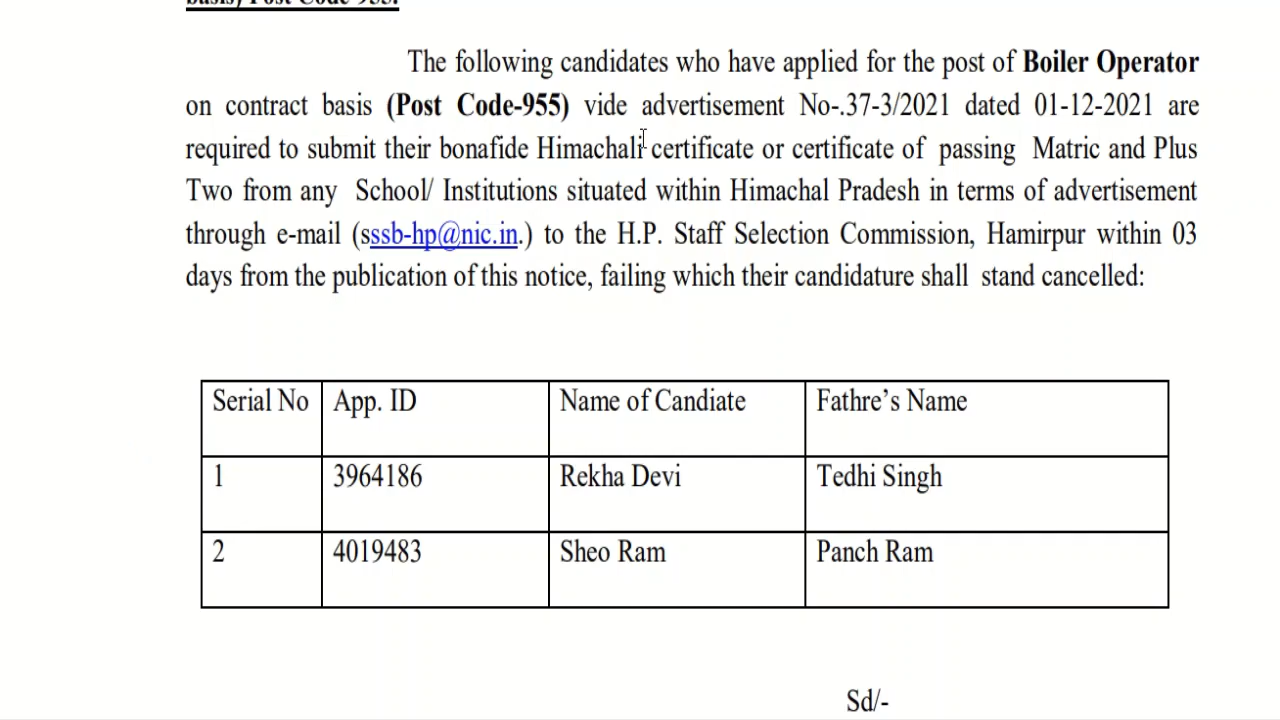 basis, Post Code-955.
The following candidates who have applied for the post of Boiler Operator
on contract basis (Post Code-955) vide advertisement No-.37-3/2021 dated 01-12-2021 are
required to submit their bonafide Himachali certificate or certificate of passing Matric and Plus
Two from any School/ Institutions situated within Himachal Pradesh in terms of advertisement
through e-mail (sssb-hp@nic.in.) to the H.P. Staff Selection Commission, Hamirpur within 03
days from the publication of this notice, failing which their candidature shall stand cancelled:
Serial No App. ID Name of Candiate Fathre’s Name
1 3964186 Rekha Devi Tedhi Singh
2 4019483 Sheo Ram Panch Ram
Sd/-